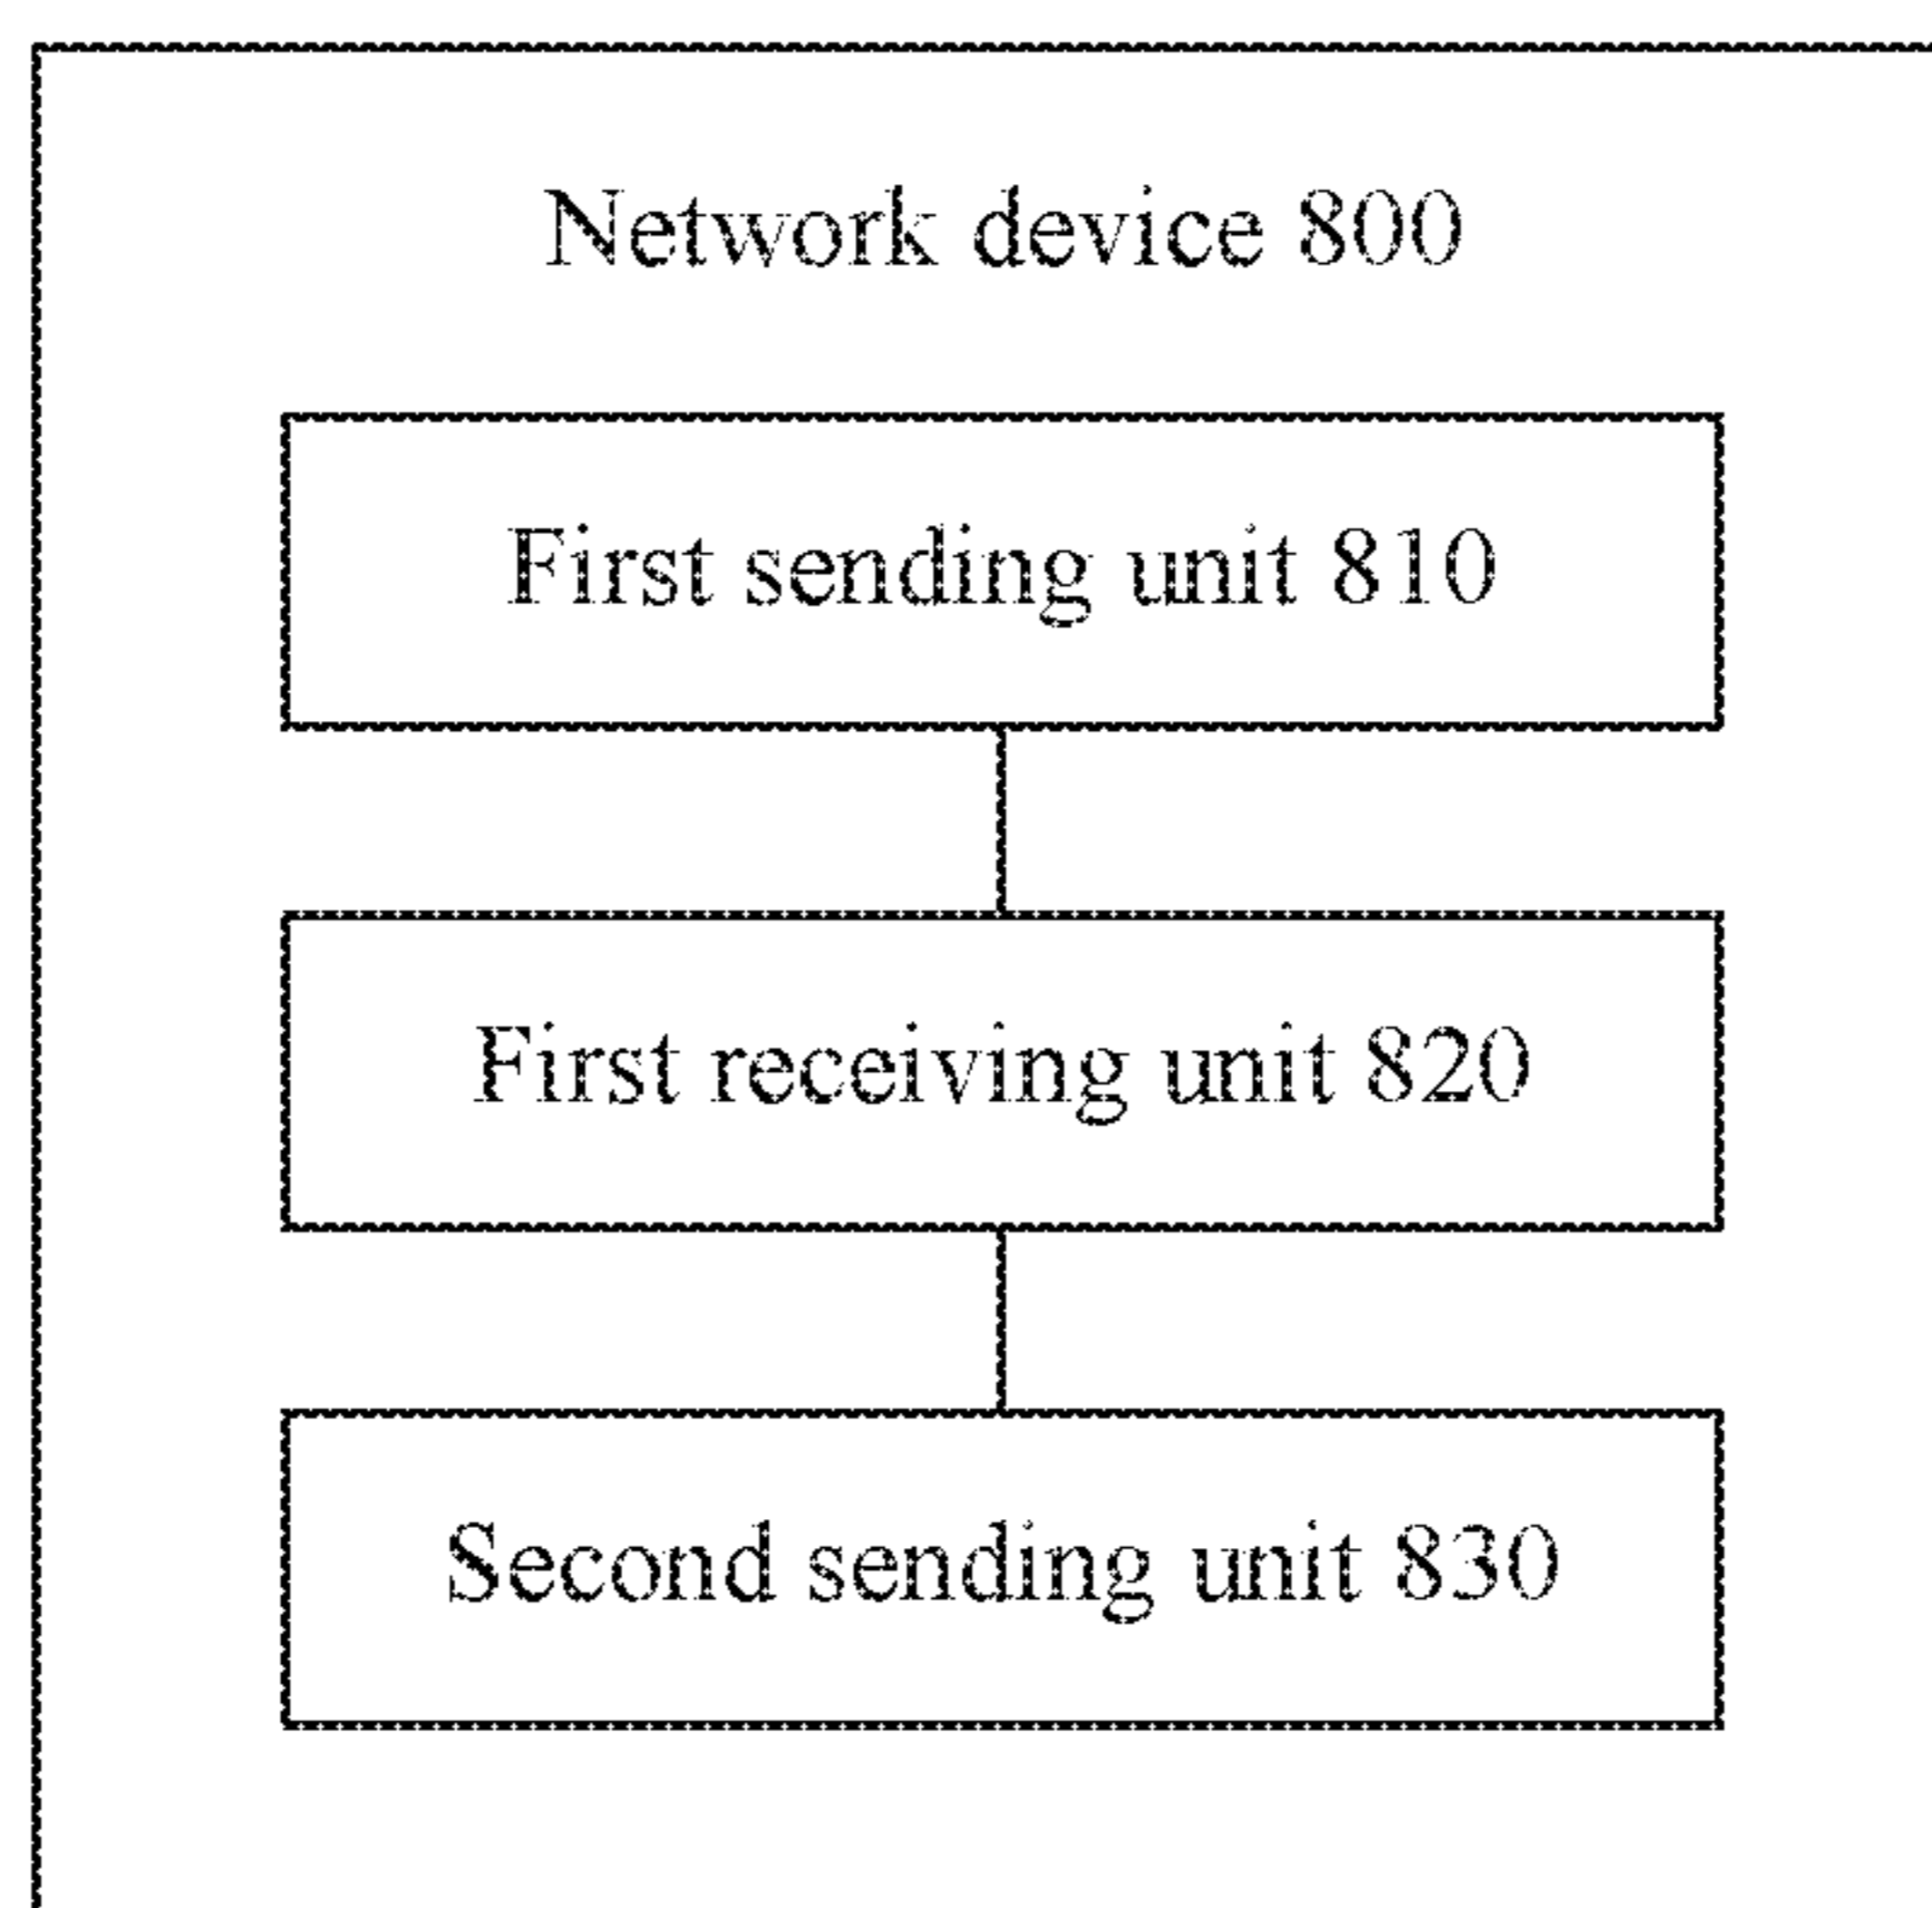 Network device 800
First sending unit 810
First receiving unit 820
Second sending unit 830